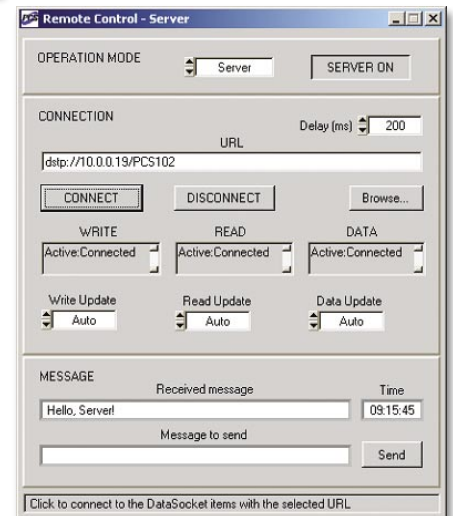 Remote Control - Server
OPERATION MODE
Server
SERVER ON
CONNECTION
Delay (ms) 200
URL
dstp://10.0.0.19/PCS102
CONNECT DISCONNECT Browse...
WRITE READ DATA
Active:Connected Active:Connected Active:Connected
Write Update Read Update Data Update
Auto Auto Auto
MESSAGE
Received message Time
Hello, Server! 09:15:45
Message to send
Send
Click to connect to the DataSocket items with the selected URL